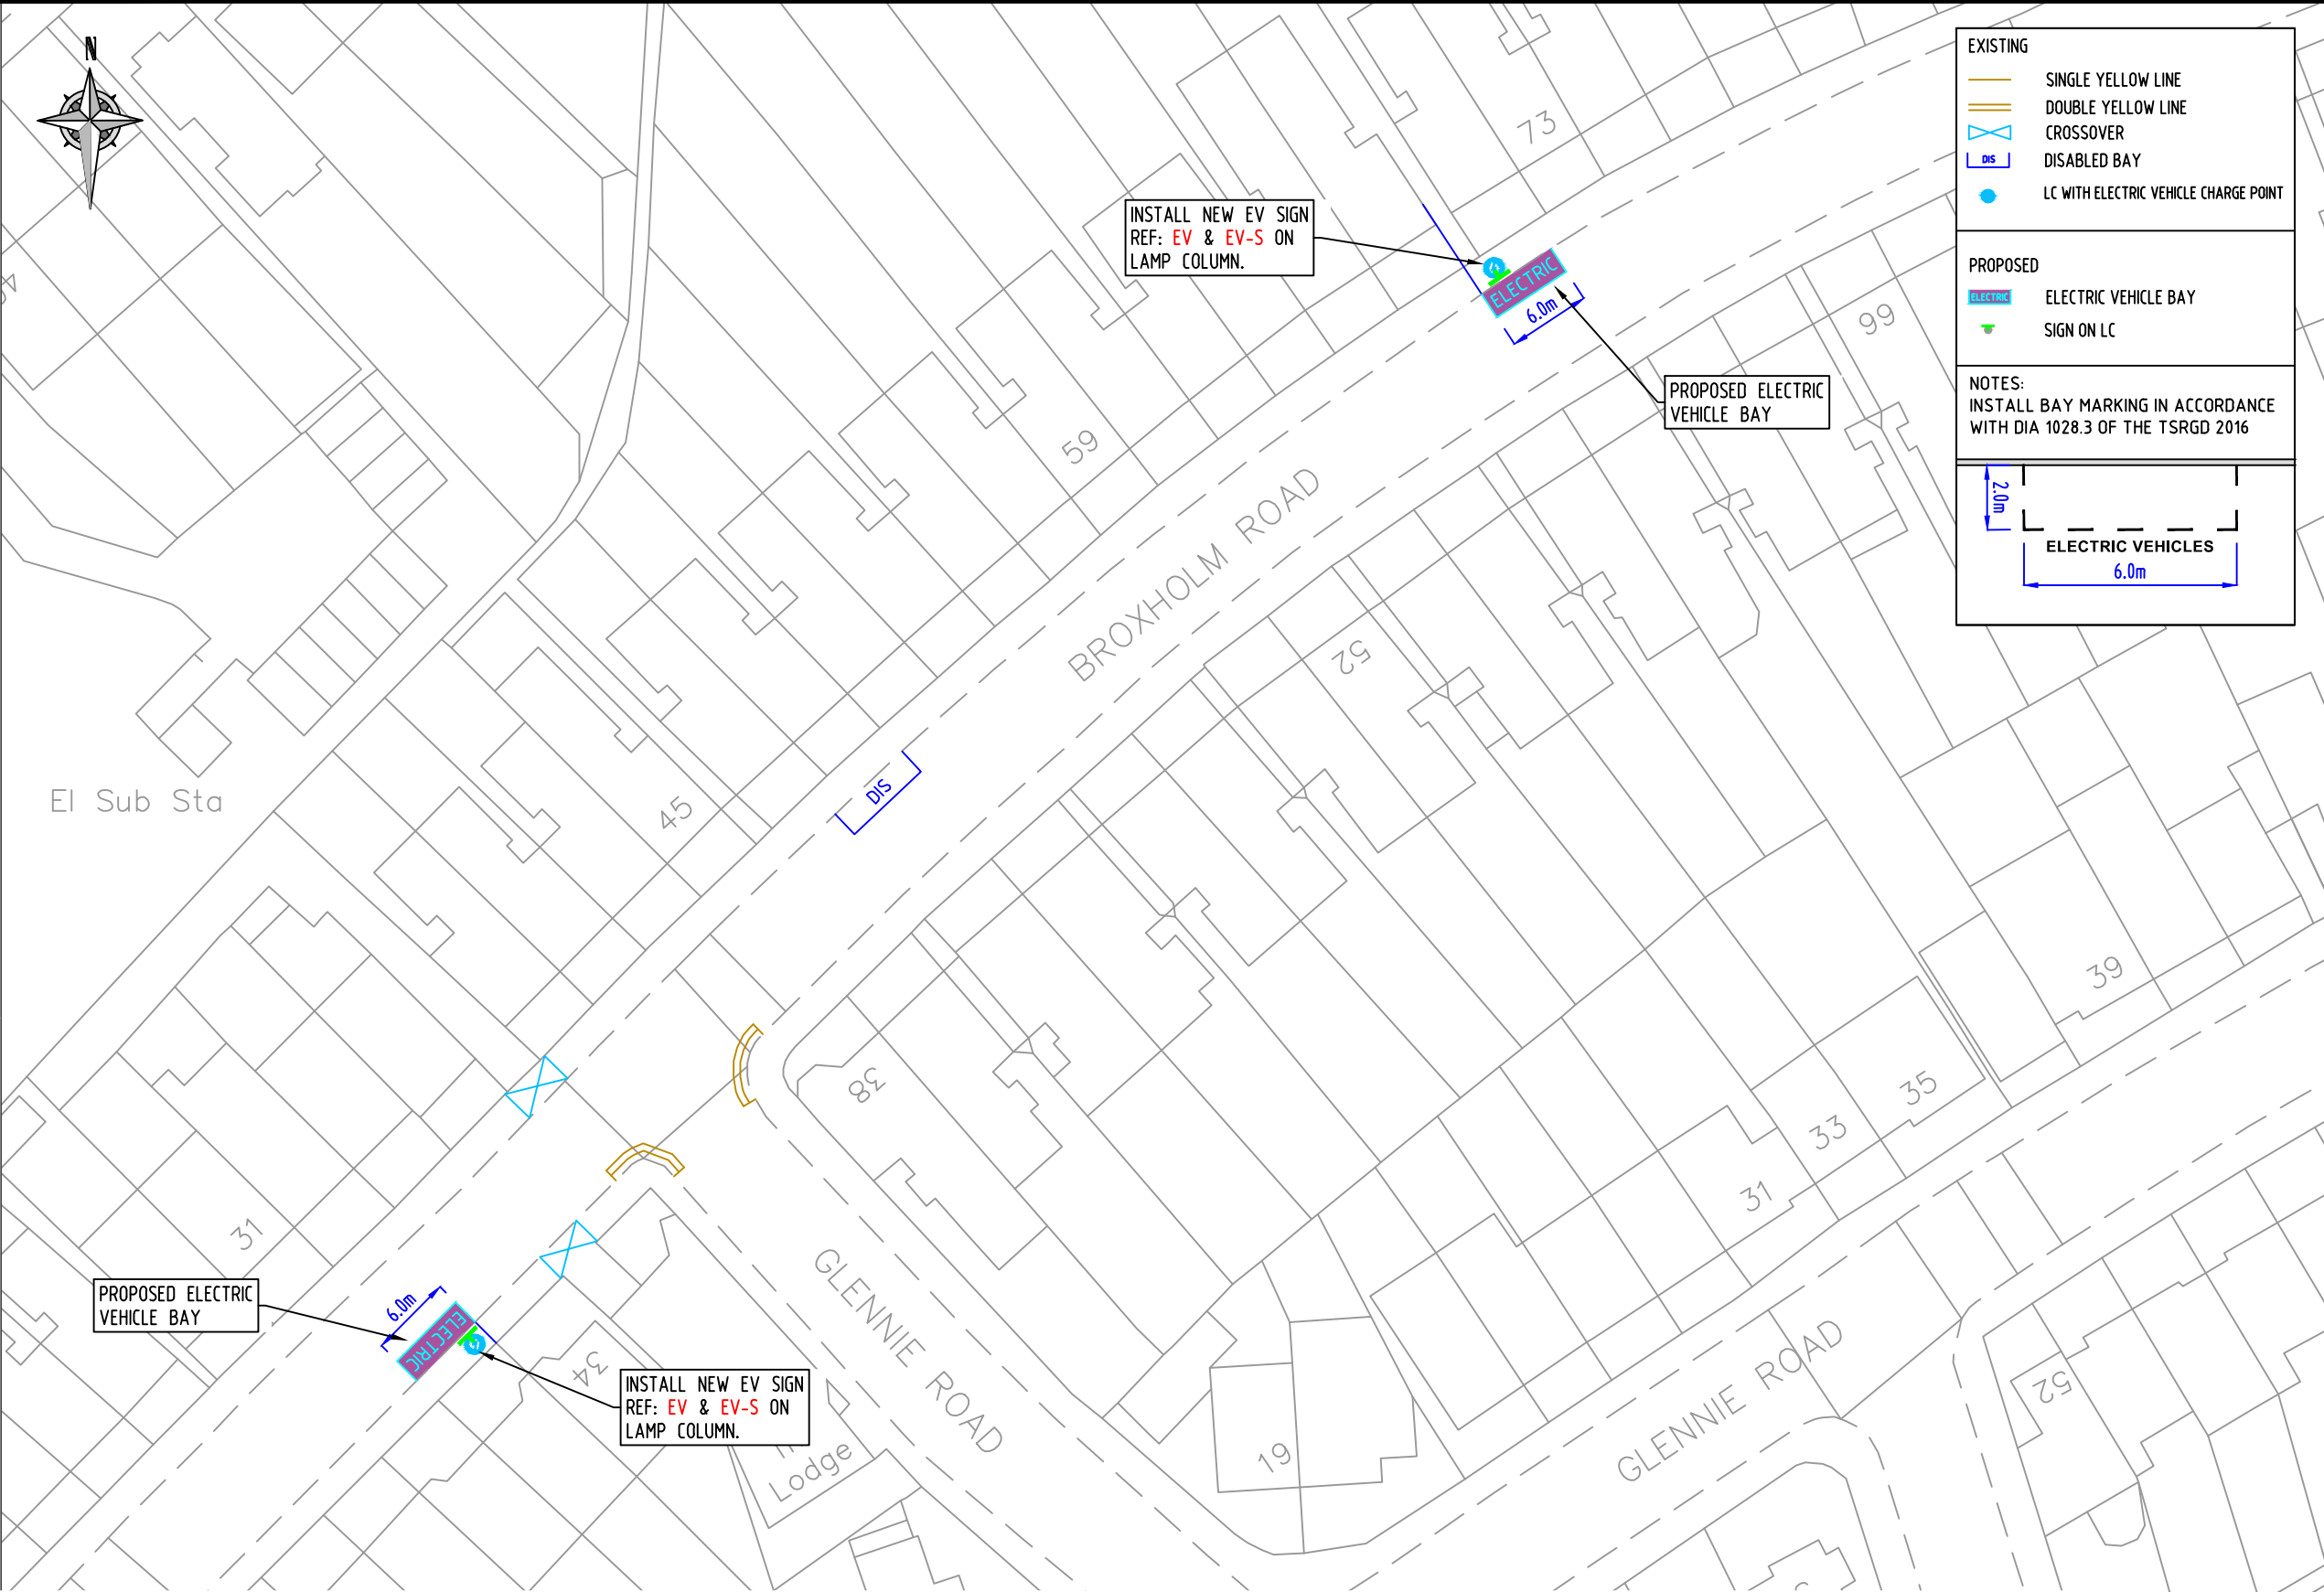 N
EXISTING
SINGLE YELLOW LINE
DOUBLE YELLOW LINE
CROSSOVER
DIS
DISABLED BAY
LC WITH ELECTRIC VEHICLE CHARGE POINT
PROPOSED
ELECTRIC
ELECTRIC VEHICLE BAY
SIGN ON LC
NOTES:
INSTALL BAY MARKING IN ACCORDANCE
WITH DIA 1028.3 OF THE TSRGD 2016
2.0m
ELECTRIC VEHICLES
6.0m
73
INSTALL NEW EV SIGN
REF: EV & EV-S ON
LAMP COLUMN.
ELECTRIC
6.0m
66
PROPOSED ELECTRIC
VEHICLE BAY
59
BROXHOLM ROAD
52
El Sub Sta
45
DIS
39
38
35
33
31
31
PROPOSED ELECTRIC
VEHICLE BAY
6.0m
ELECTRIC
34
INSTALL NEW EV SIGN
REF: EV & EV-S ON
LAMP COLUMN.
GLENNIE ROAD
Lodge
19
GLENNIE ROAD
52